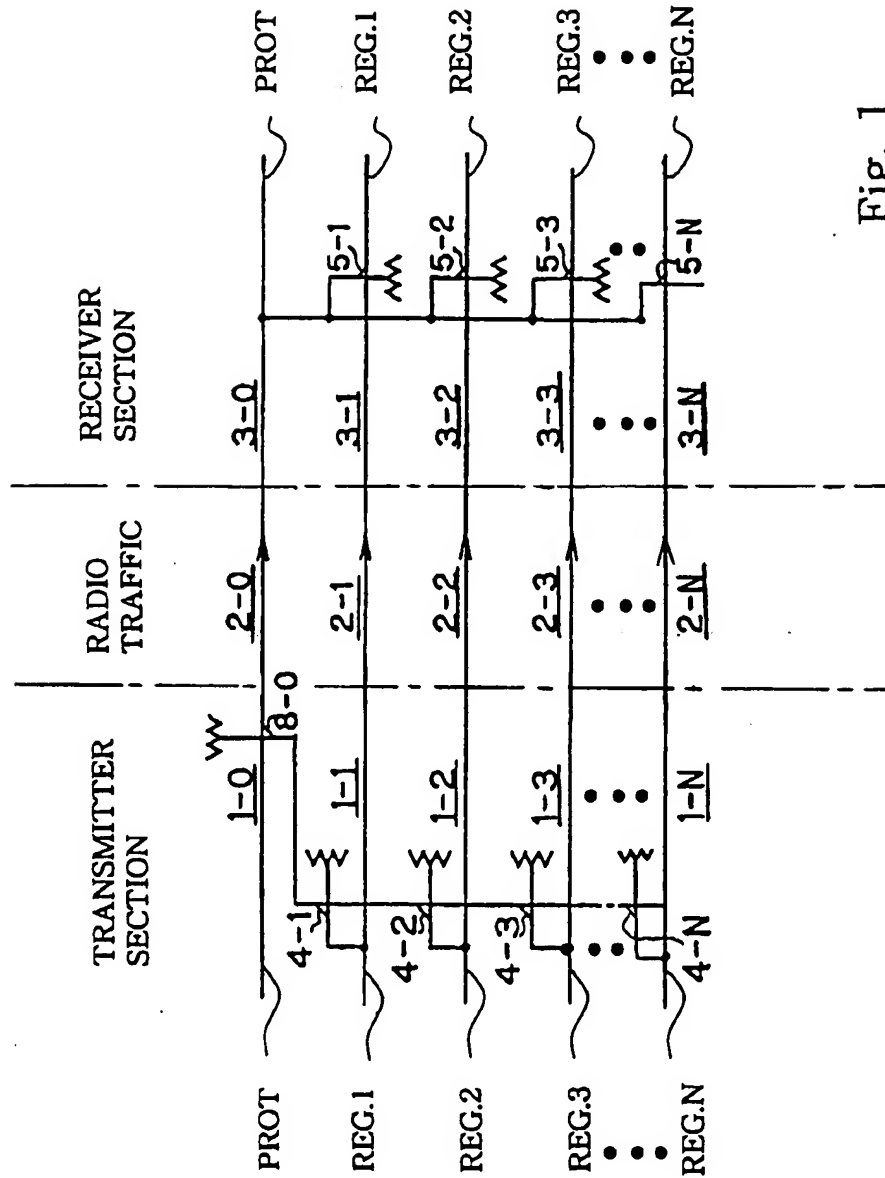 TRANSMITTER
SECTION
RADIO
TRAFFIC
RECEIVER
SECTION
PROT
1-0
8-0
2-0
3-0
PROT
REG.1
4-1
1-1
2-1
3-1
5-1
REG.1
REG.2
4-2
1-2
2-2
3-2
5-2
REG.2
REG.3
4-3
1-3
2-3
3-3
5-3
REG.3
REG.N
4-N
1-N
2-N
3-N
5-N
REG.N
Fig. 1